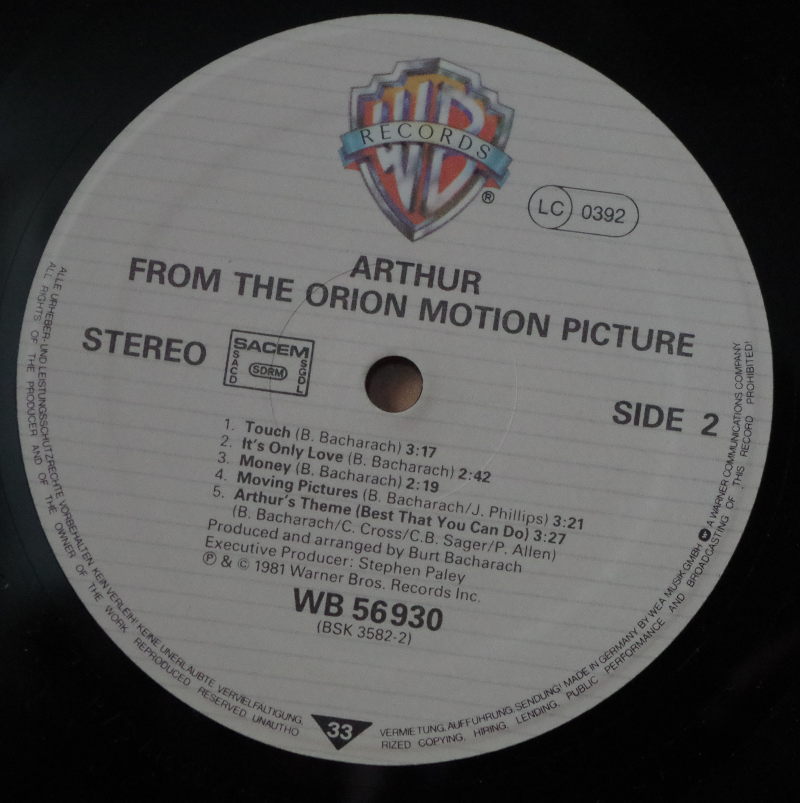 WB
RECORDS
®
LC 0392
ARTHUR
FROM THE ORION MOTION PICTURE
STEREO
SACEM
SACD
SDRM
SGDL
SIDE 2
1. Touch (B. Bacharach) 3:17
2. It's Only Love (B. Bacharach) 2:42
3. Money (B. Bacharach) 2:19
4. Moving Pictures (B. Bacharach/J. Phillips) 3:21
5. Arthur's Theme (Best That You Can Do) 3:27
(B. Bacharach/C. Cross/C.B. Sager/P. Allen)
Produced and arranged by Burt Bacharach
Executive Producer: Stephen Paley
℗ & © 1981 Warner Bros. Records Inc.
WB 56 930
(BSK 3582-2)
33
ALLE URHEBER- UND LEISTUNGSSCHUTZRECHTE VORBEHALTEN. KEIN VERLEIH! KEINE UNERLAUBTE VERVIELFÄLTIGUNG,
VERMIETUNG, AUFFÜHRUNG, SENDUNG! MADE IN GERMANY BY WEA MUSIK GMBH A WARNER COMMUNICATIONS COMPANY
ALL RIGHTS OF THE PRODUCER AND OF THE OWNER OF THE WORK REPRODUCED RESERVED. UNAUTHO
RIZED COPYING, HIRING, LENDING, PUBLIC PERFORMANCE AND BROADCASTING OF THIS RECORD PROHIBITED!